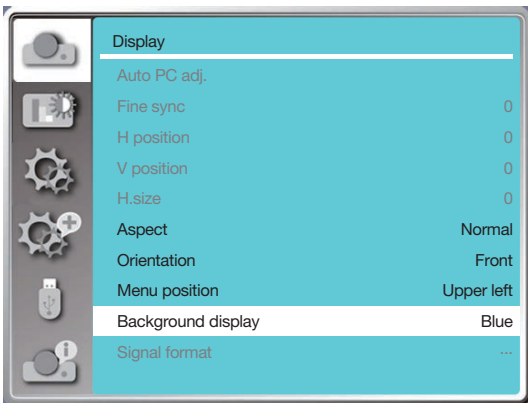 Display
Auto PC adj.
Fine sync 0
H position 0
V position 0
H.size 0
Aspect Normal
Orientation Front
Menu position Upper left
Background display Blue
Signal format ...